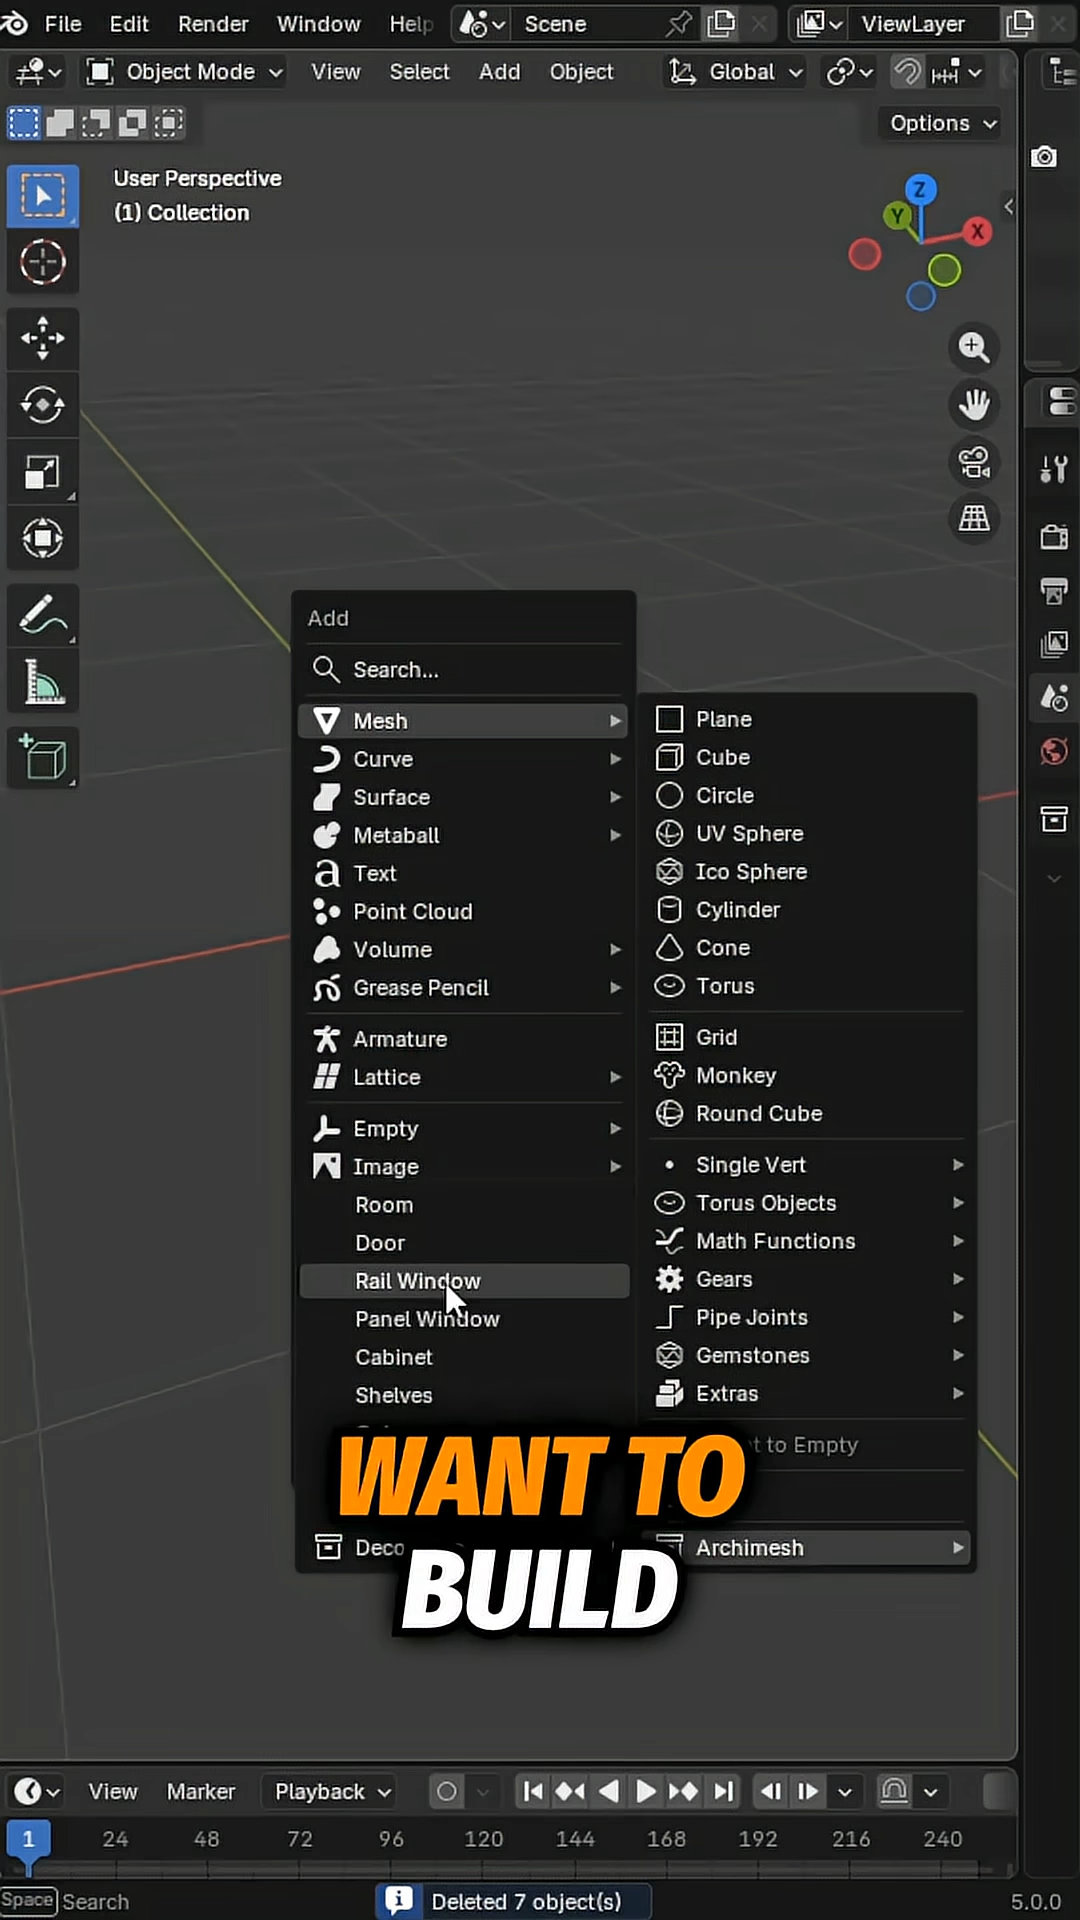 File Edit Render Window Help Scene ViewLayer
Object Mode View Select Add Object Global
Options
User Perspective
(1) Collection
Z
Y
X
Add
Search...
Mesh
Curve
Surface
Metaball
Text
Point Cloud
Volume
Grease Pencil
Armature
Lattice
Empty
Image
Room
Door
Rail Window
Panel Window
Cabinet
Shelves
Plane
Cube
Circle
UV Sphere
Ico Sphere
Cylinder
Cone
Torus
Grid
Monkey
Round Cube
Single Vert
Torus Objects
Math Functions
Gears
Pipe Joints
Gemstones
Extras
to Empty
Archimesh
WANT TO
BUILD
View Marker Playback
1 24 48 72 96 120 144 168 192 216 240
Space Search Deleted 7 object(s) 5.0.0